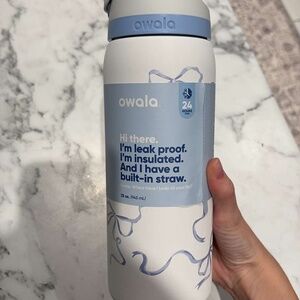 owala
owala
24
Hi there.
I'm leak proof.
I'm insulated.
And I have a
built-in straw.